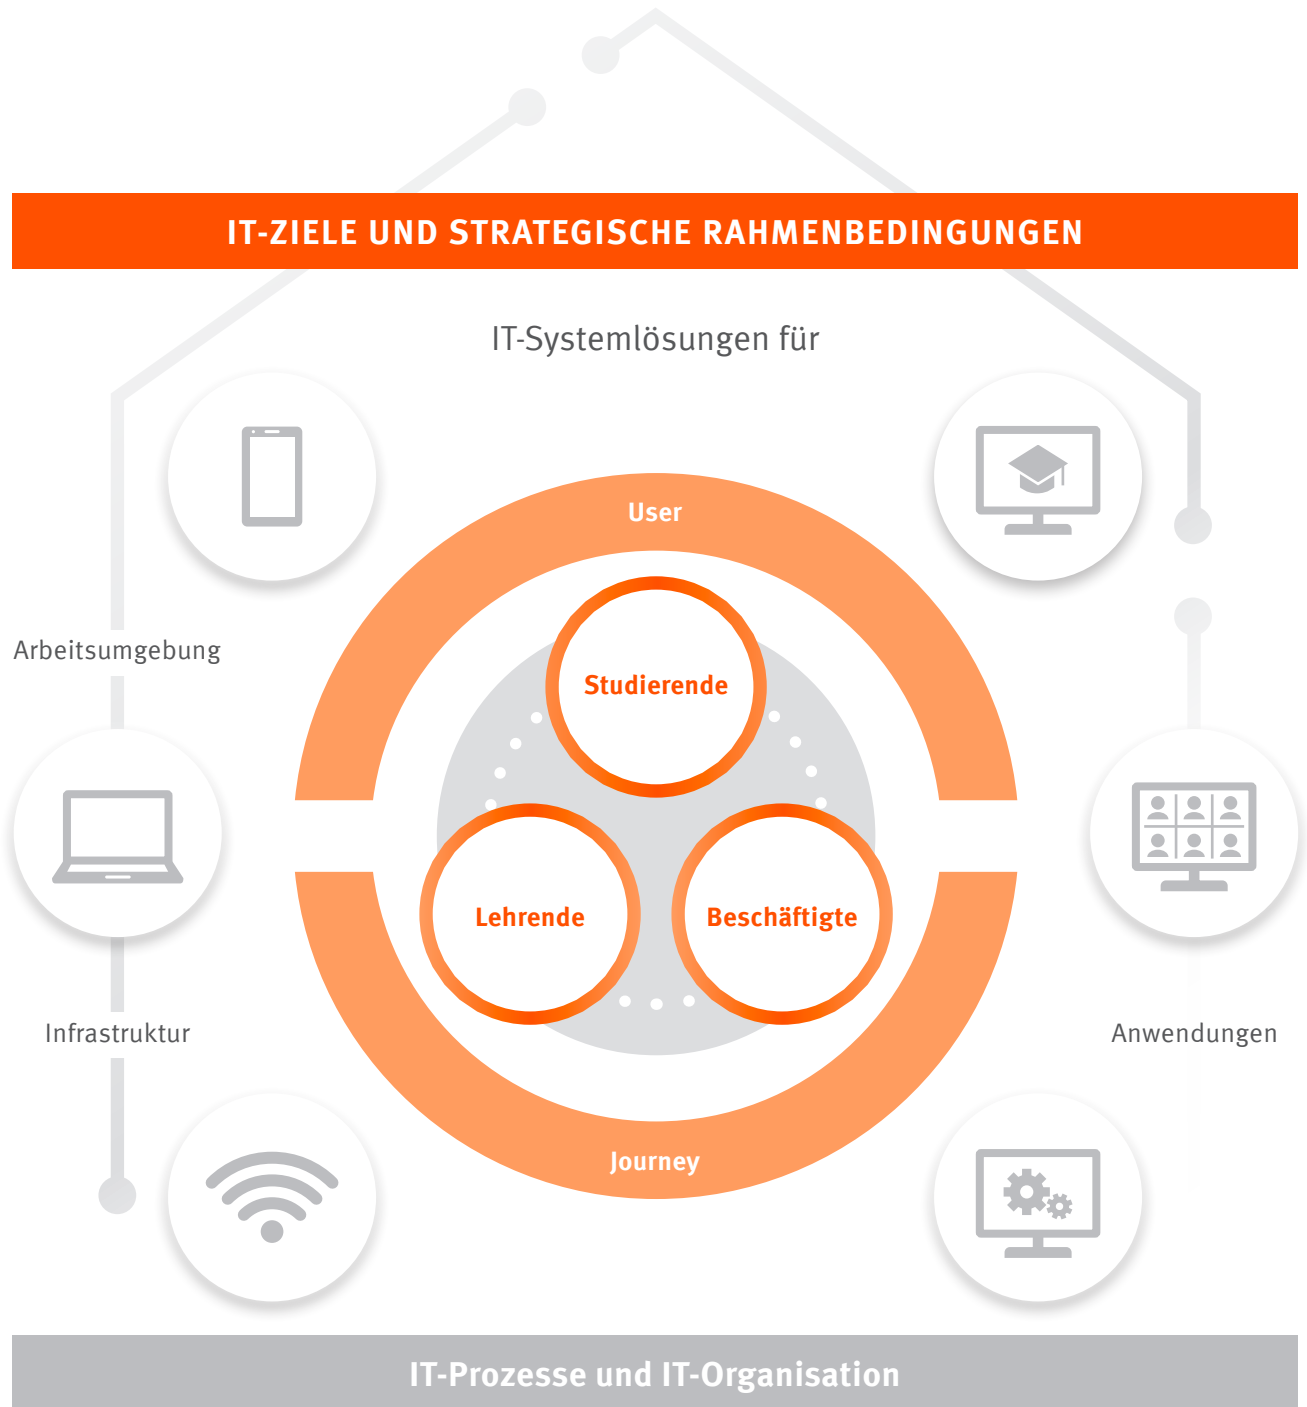 IT-ZIELE UND STRATEGISCHE RAHMENBEDINGUNGEN
IT-Systemlösungen für
User
Arbeitsumgebung
Studierende
Lehrende
Beschäftigte
Infrastruktur
Anwendungen
Journey
IT-Prozesse und IT-Organisation